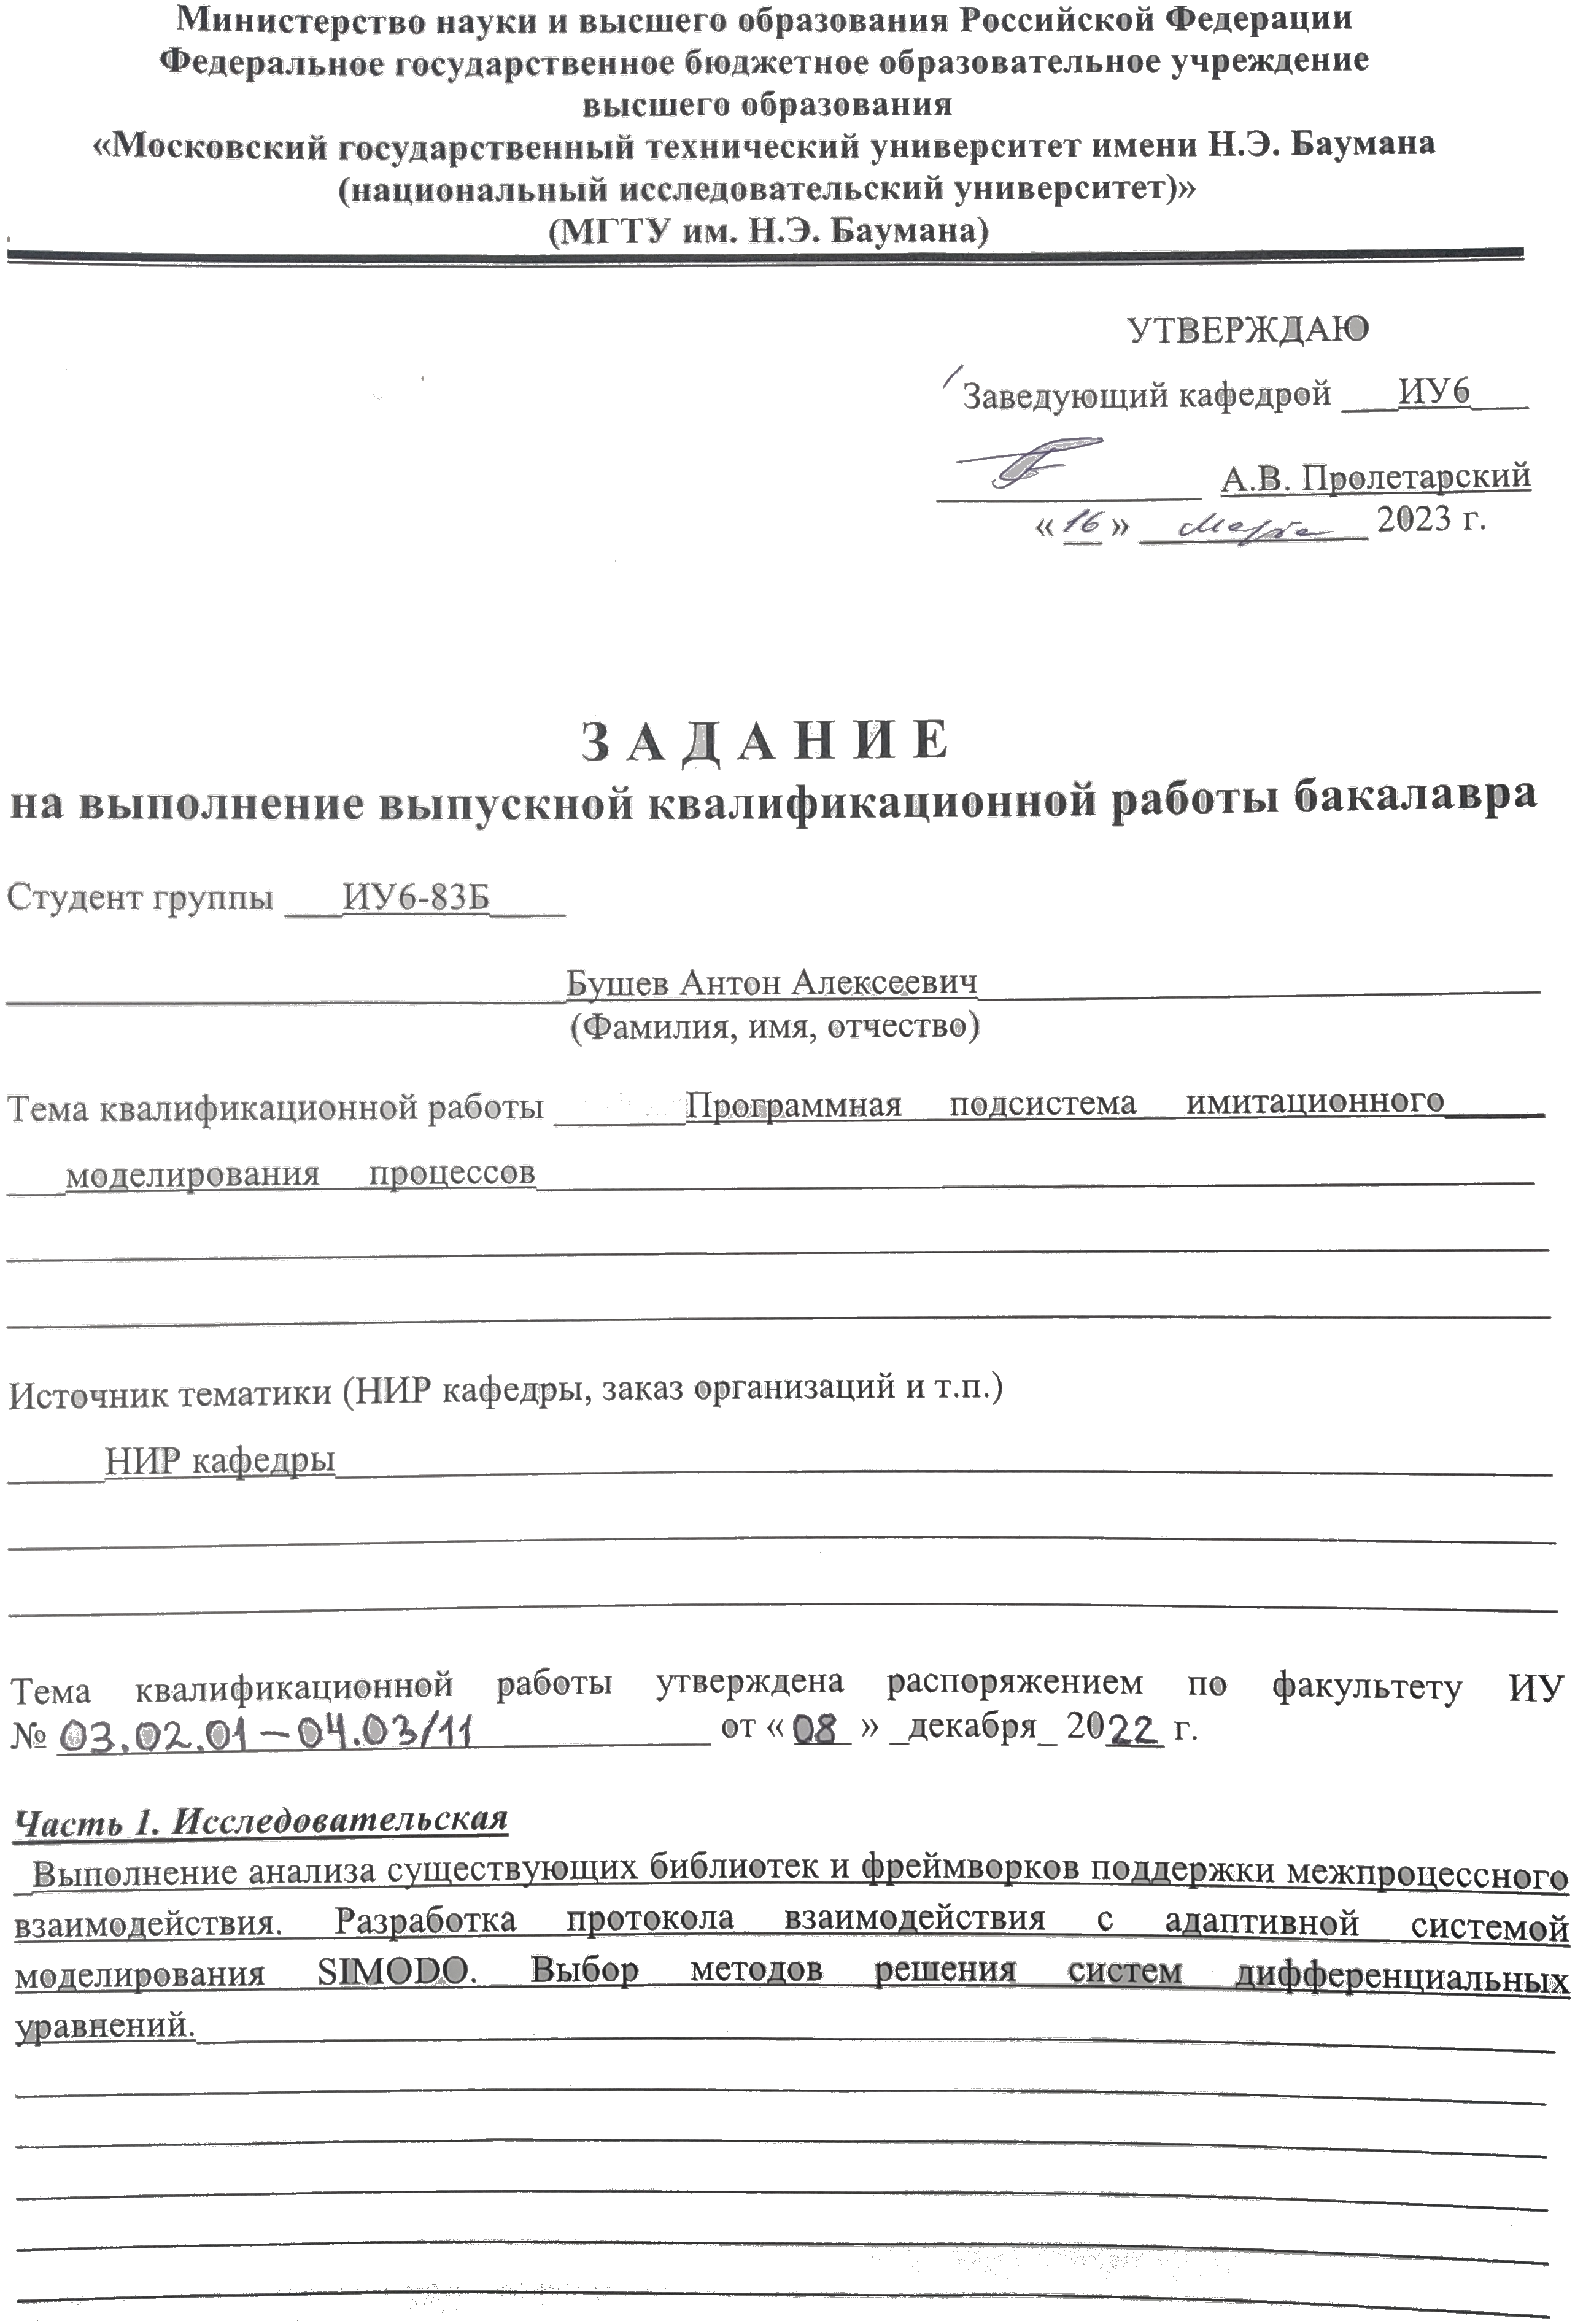 Министерство науки и высшего образования Российской Федерации
Федеральное государственное бюджетное образовательное учреждение
высшего образования
«Московский государственный технический университет имени Н.Э. Баумана
(национальный исследовательский университет)»
(МГТУ им. Н.Э. Баумана)
УТВЕРЖДАЮ
Заведующий кафедрой ИУ6
А.В. Пролетарский
« 16 » марта 2023 г.
З А Д А Н И Е
на выполнение выпускной квалификационной работы бакалавра
Студент группы ИУ6-83Б
Бушев Антон Алексеевич
(Фамилия, имя, отчество)
Тема квалификационной работы Программная подсистема имитационного
моделирования процессов
Источник тематики (НИР кафедры, заказ организаций и т.п.)
НИР кафедры
Тема квалификационной работы утверждена распоряжением по факультету ИУ
№ 03.02.01 – 04.03/11 от « 08 » декабря 2022 г.
Часть 1. Исследовательская
Выполнение анализа существующих библиотек и фреймворков поддержки межпроцессного
взаимодействия. Разработка протокола взаимодействия с адаптивной системой
моделирования SIMODO. Выбор методов решения систем дифференциальных
уравнений.